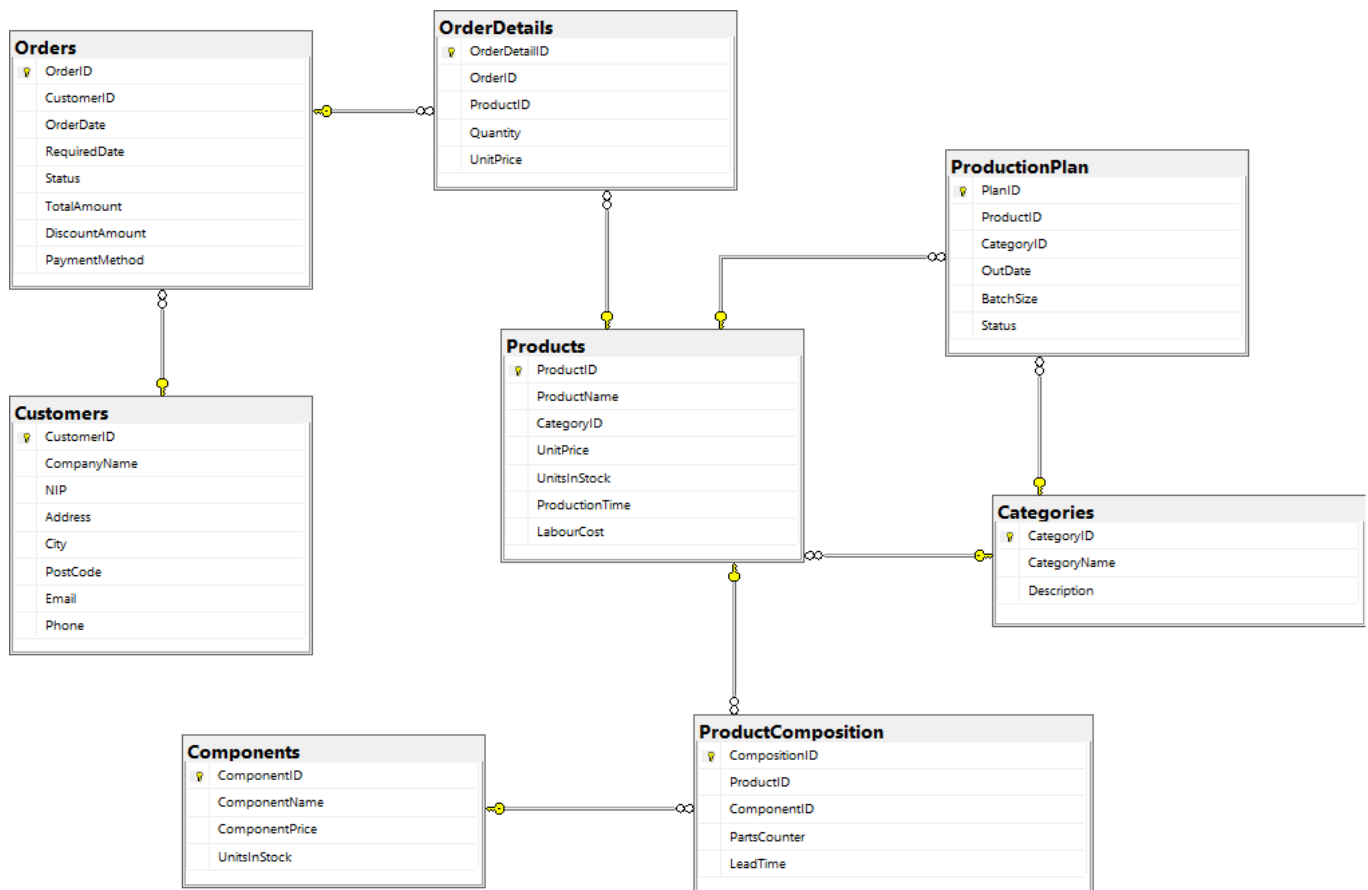 Orders
OrderID
CustomerID
OrderDate
RequiredDate
Status
TotalAmount
DiscountAmount
PaymentMethod
OrderDetails
OrderDetailID
OrderID
ProductID
Quantity
UnitPrice
ProductionPlan
PlanID
ProductID
CategoryID
OutDate
BatchSize
Status
Products
ProductID
ProductName
CategoryID
UnitPrice
UnitsInStock
ProductionTime
LabourCost
Customers
CustomerID
CompanyName
NIP
Address
City
PostCode
Email
Phone
Categories
CategoryID
CategoryName
Description
Components
ComponentID
ComponentName
ComponentPrice
UnitsInStock
ProductComposition
CompositionID
ProductID
ComponentID
PartsCounter
LeadTime